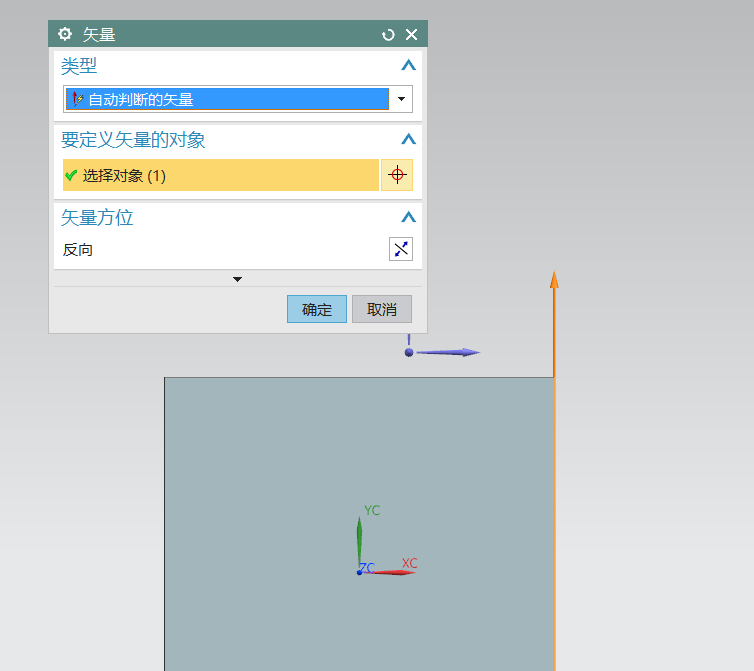 矢量
类型
自动判断的矢量
要定义矢量的对象
选择对象 (1)
矢量方位
反向
确定
取消
YC
ZC
XC